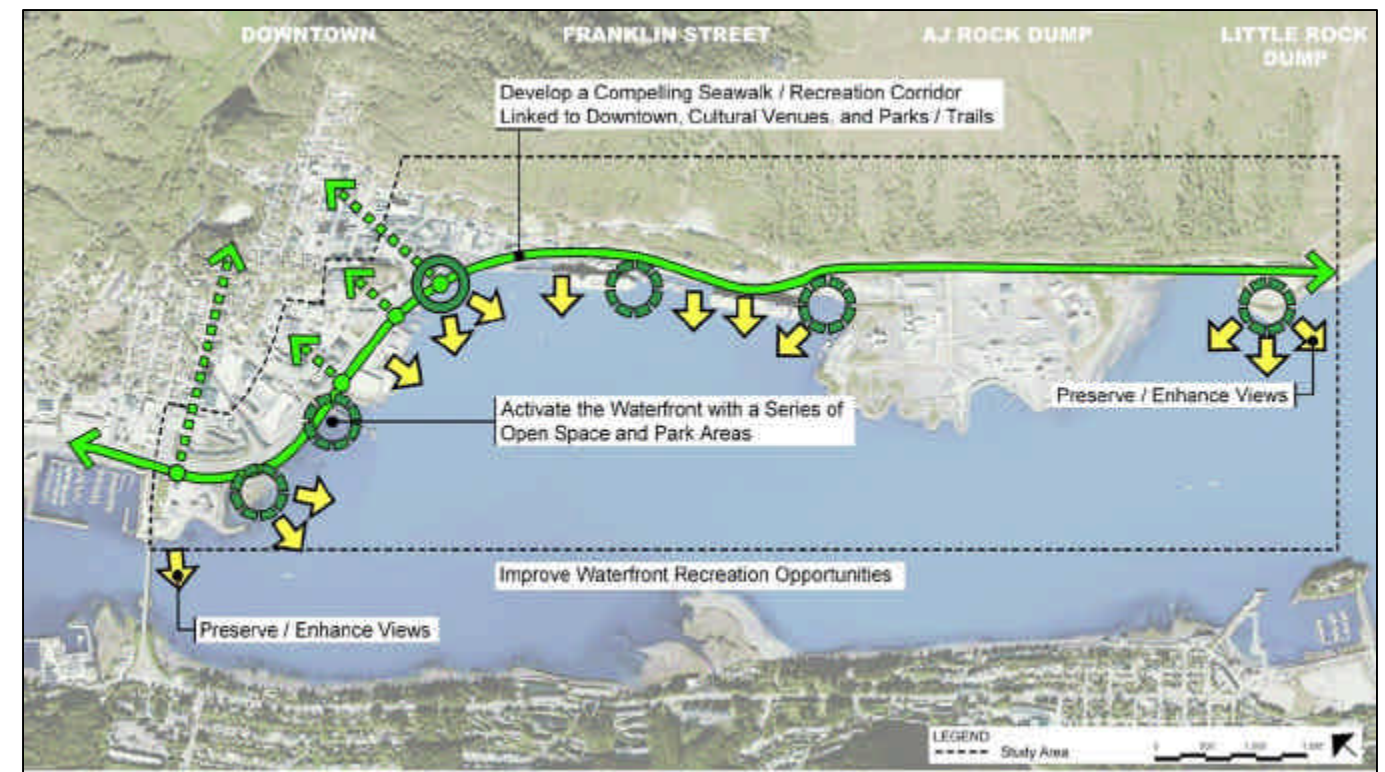 DOWNTOWN
FRANKLIN STREET
AJ ROCK DUMP
LITTLE ROCK
DUMP
Develop a Compelling Seawalk / Recreation Corridor
Linked to Downtown, Cultural Venues, and Parks / Trails
Preserve / Enhance Views
Activate the Waterfront with a Series of
Open Space and Park Areas
Improve Waterfront Recreation Opportunities
Preserve / Enhance Views
LEGEND
Study Area
0